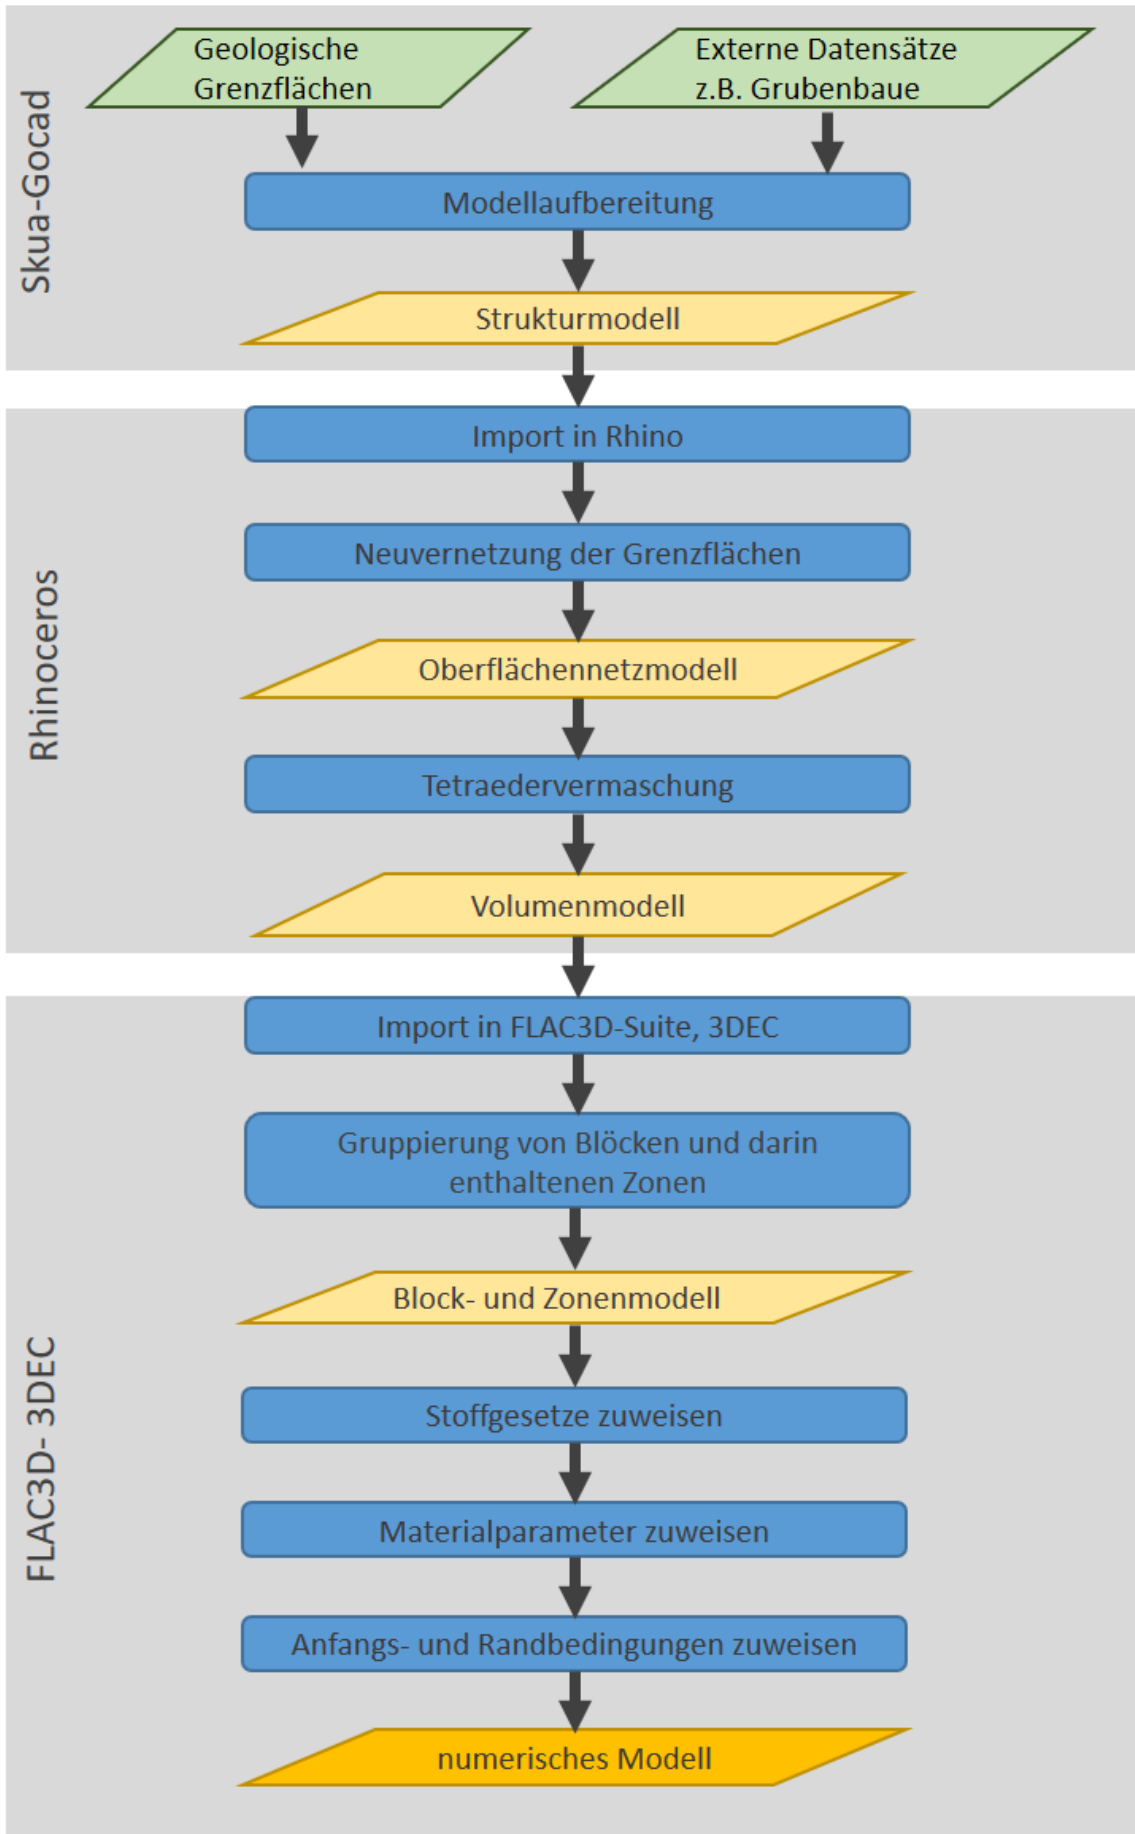 Skua-Gocad
Geologische
Grenzflächen
Externe Datensätze
z.B. Grubenbaue
Modellaufbereitung
Strukturmodell
Rhinoceros
Import in Rhino
Neuvernetzung der Grenzflächen
Oberflächennetzmodell
Tetraedervermaschung
Volumenmodell
FLAC3D- 3DEC
Import in FLAC3D-Suite, 3DEC
Gruppierung von Blöcken und darin
enthaltenen Zonen
Block- und Zonenmodell
Stoffgesetze zuweisen
Materialparameter zuweisen
Anfangs- und Randbedingungen zuweisen
numerisches Modell